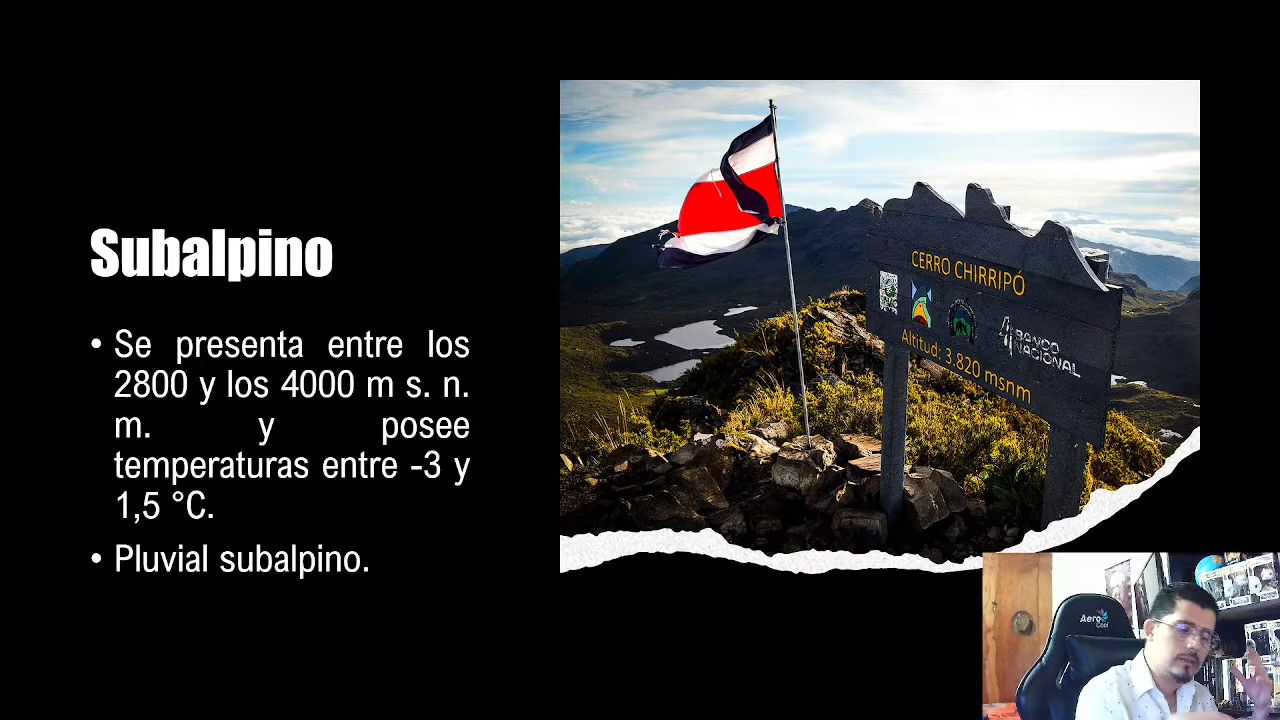 Subalpino
• Se presenta entre los
2800 y los 4000 m s. n.
m. y posee
temperaturas entre -3 y
1,5 °C.
• Pluvial subalpino.
CERRO CHIRRIPÓ
BANCO
NACIONAL
Altitud: 3.820 msnm
Aero
Cool